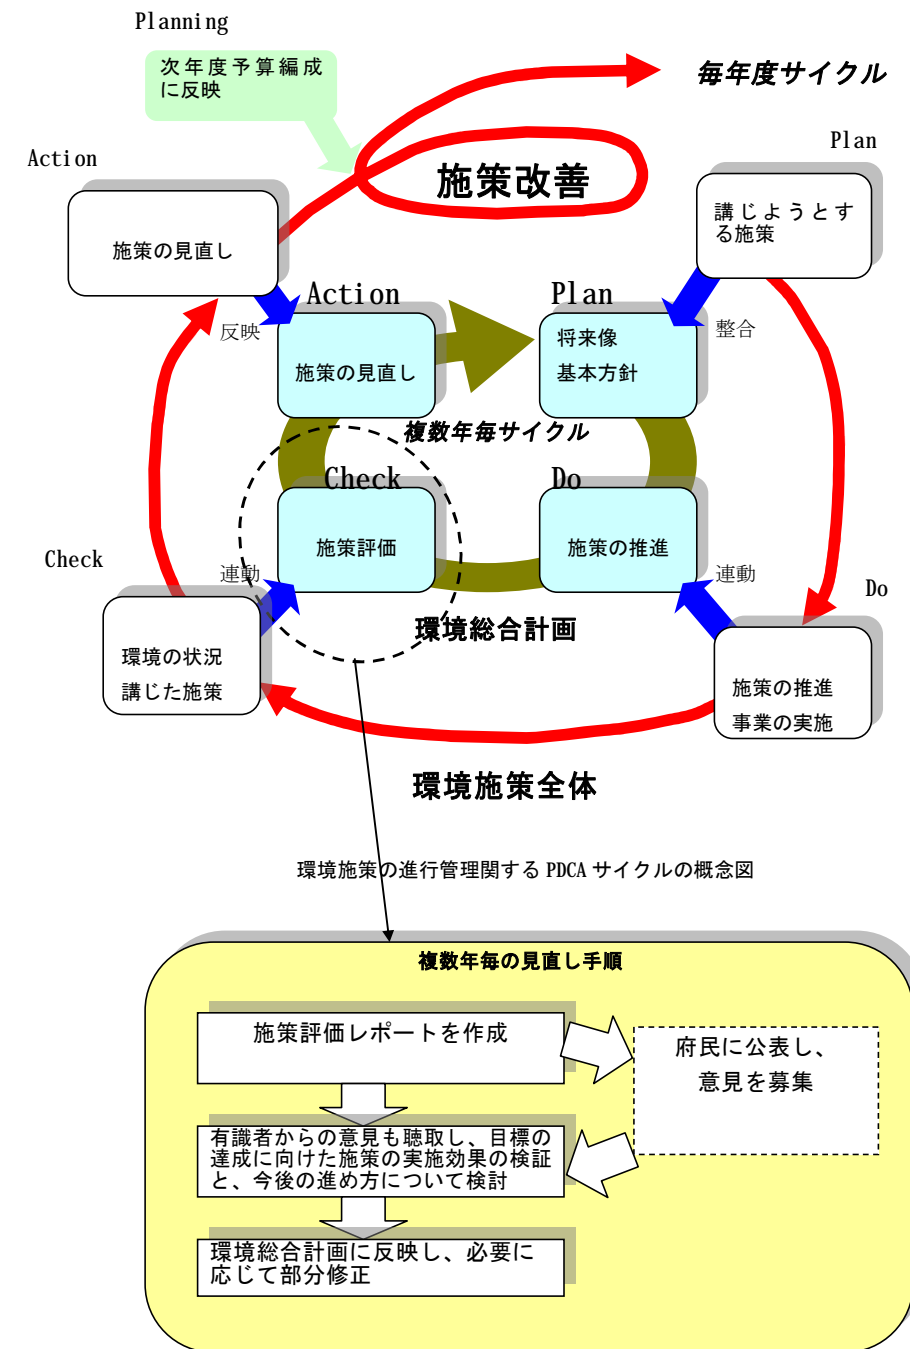 Planning
次年度予算編成
に反映
毎年度サイクル
Action
Plan
施策改善
施策の見直し
講じようとす
る施策
Action
Plan
反映
整合
施策の見直し
将来像
基本方針
複数年毎サイクル
Check
Do
施策評価
施策の推進
Check
連動
連動
Do
環境総合計画
環境の状況
講じた施策
施策の推進
事業の実施
環境施策全体
環境施策の進行管理関する PDCA サイクルの概念図
複数年毎の見直し手順
施策評価レポートを作成
府民に公表し、
意見を募集
有識者からの意見も聴取し、目標の
達成に向けた施策の実施効果の検証
と、今後の進め方について検討
環境総合計画に反映し、必要に
応じて部分修正